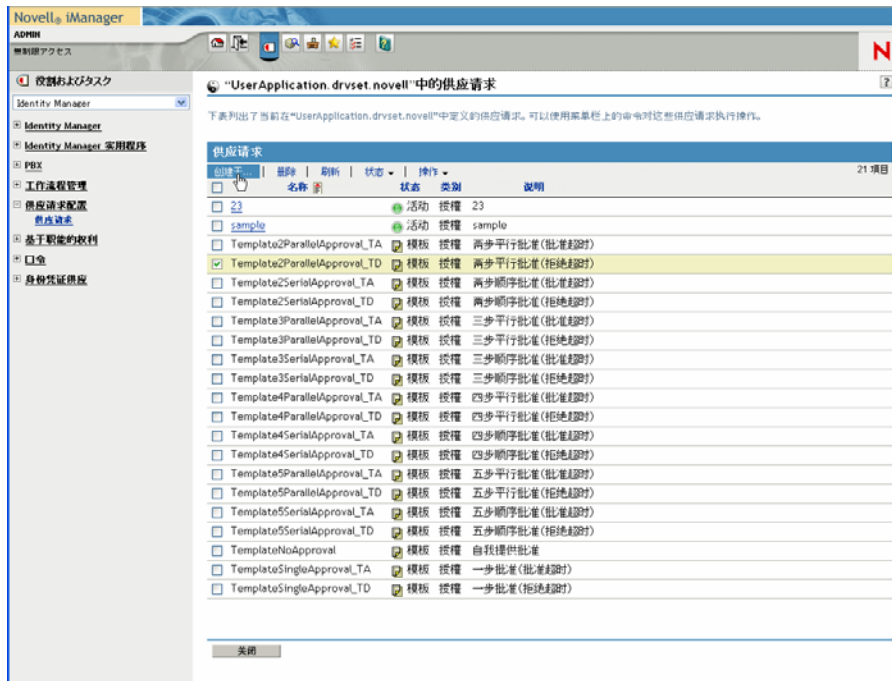 Novell® iManager
ADMIN
無制限アクセス
N
役割およびタスク
Identity Manager
Identity Manager
Identity Manager 实用程序
PBX
工作流程管理
供应请求配置
供应请求
基于职能的权利
口令
身份凭证供应
“UserApplication.drvset.novell”中的供应请求
?
下表列出了当前在“UserApplication.drvset.novell”中定义的供应请求。可以使用菜单栏上的命令对这些供应请求执行操作。
供应请求
创建于... | 删除 | 刷新 | 状态 | 操作 21 項目
名称 状态 类别 说明
23 活动 授權 23
sample 活动 授權 sample
Template2ParallelApproval_TA 模板 授權 两步平行批准(批准超时)
Template2ParallelApproval_TD 模板 授權 两步平行批准(拒绝超时)
Template2SerialApproval_TA 模板 授權 两步顺序批准(批准超时)
Template2SerialApproval_TD 模板 授權 两步顺序批准(拒绝超时)
Template3ParallelApproval_TA 模板 授權 三步平行批准(批准超时)
Template3ParallelApproval_TD 模板 授權 三步平行批准(拒绝超时)
Template3SerialApproval_TA 模板 授權 三步顺序批准(批准超时)
Template3SerialApproval_TD 模板 授權 三步顺序批准(拒绝超时)
Template4ParallelApproval_TA 模板 授權 四步平行批准(批准超时)
Template4ParallelApproval_TD 模板 授權 四步平行批准(拒绝超时)
Template4SerialApproval_TA 模板 授權 四步顺序批准(批准超时)
Template4SerialApproval_TD 模板 授權 四步顺序批准(拒绝超时)
Template5ParallelApproval_TA 模板 授權 五步平行批准(批准超时)
Template5ParallelApproval_TD 模板 授權 五步平行批准(拒绝超时)
Template5SerialApproval_TA 模板 授權 五步顺序批准(批准超时)
Template5SerialApproval_TD 模板 授權 五步顺序批准(拒绝超时)
TemplateNoApproval 模板 授權 自我提供批准
TemplateSingleApproval_TA 模板 授權 一步批准(批准超时)
TemplateSingleApproval_TD 模板 授權 一步批准(拒绝超时)
关闭